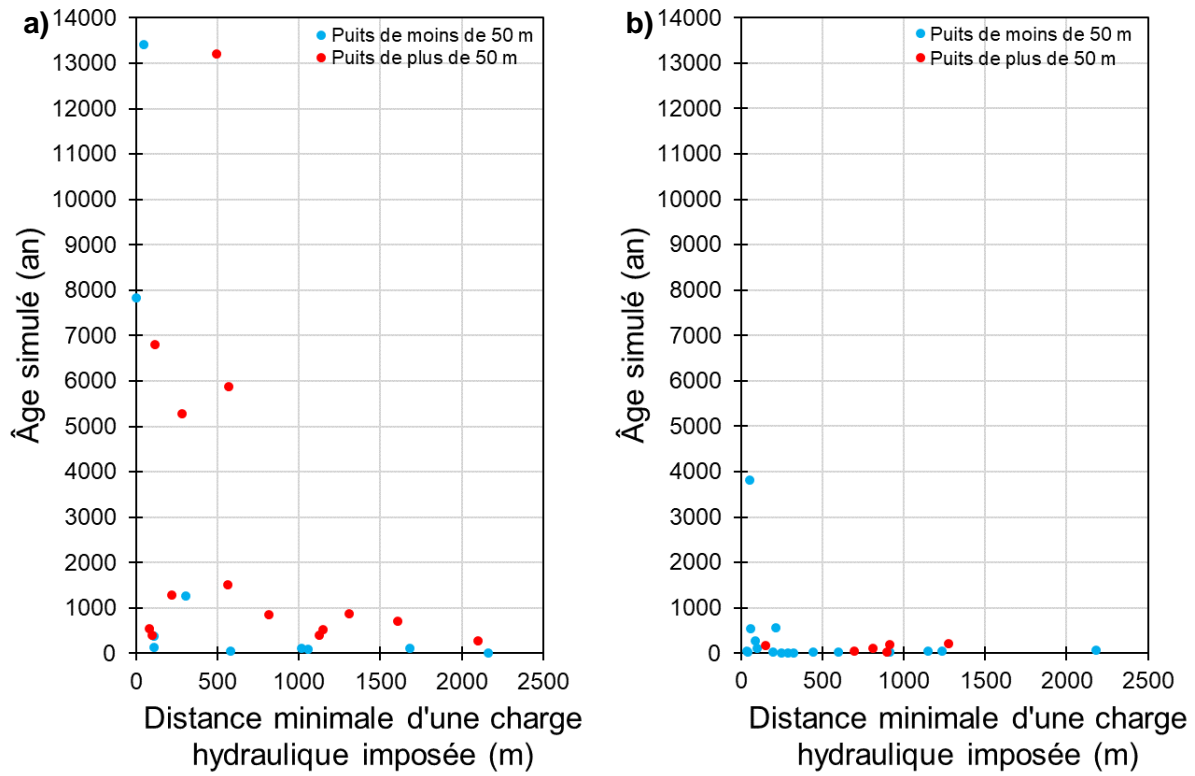 a)
Puits de moins de 50 m
Puits de plus de 50 m
14000
13000
12000
11000
10000
9000
8000
7000
6000
5000
4000
3000
2000
1000
0
Âge simulé (an)
0 500 1000 1500 2000 2500
Distance minimale d'une charge
hydraulique imposée (m)
b)
Puits de moins de 50 m
Puits de plus de 50 m
14000
13000
12000
11000
10000
9000
8000
7000
6000
5000
4000
3000
2000
1000
0
Âge simulé (an)
0 500 1000 1500 2000 2500
Distance minimale d'une charge
hydraulique imposée (m)